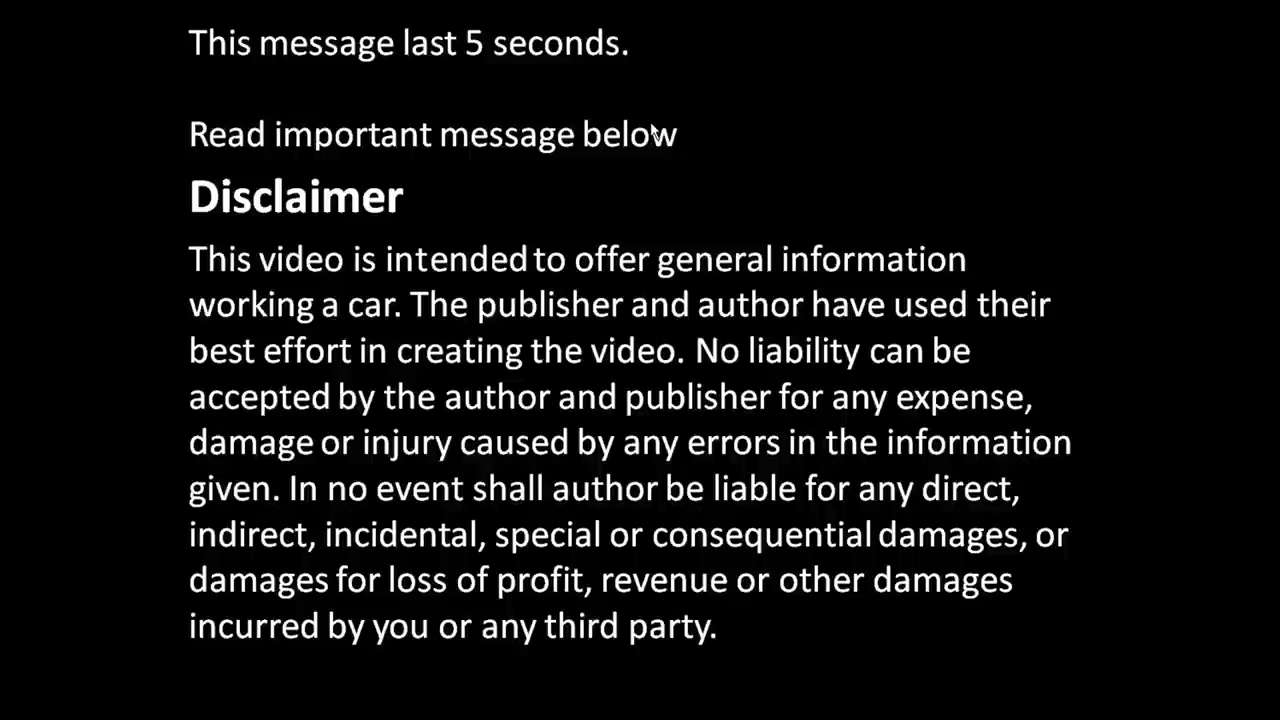 This message last 5 seconds.
Read important message below
Disclaimer
This video is intended to offer general information
working a car. The publisher and author have used their
best effort in creating the video. No liability can be
accepted by the author and publisher for any expense,
damage or injury caused by any errors in the information
given. In no event shall author be liable for any direct,
indirect, incidental, special or consequential damages, or
damages for loss of profit, revenue or other damages
incurred by you or any third party.